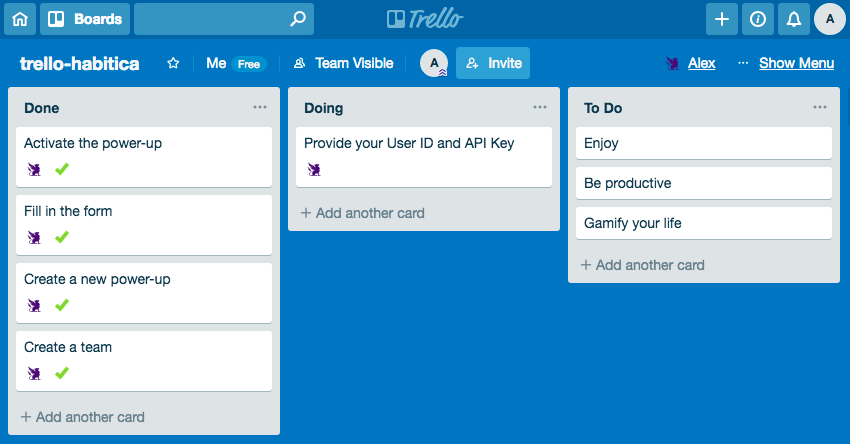 Boards
Trello
A
trello-habitica
Me Free
Team Visible
A
Invite
Alex
Show Menu
Done
Activate the power-up
Fill in the form
Create a new power-up
Create a team
+ Add another card
Doing
Provide your User ID and API Key
+ Add another card
To Do
Enjoy
Be productive
Gamify your life
+ Add another card